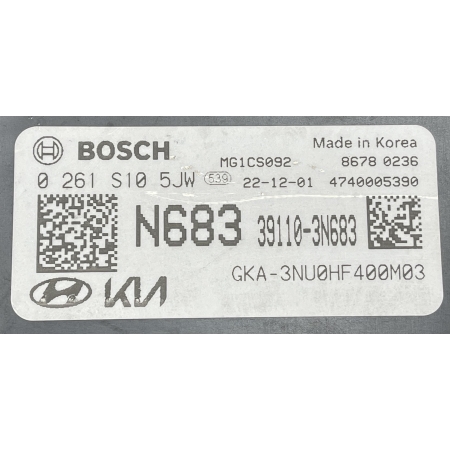 BOSCH
Made in Korea
MG1CS092 8678 0236
0 261 S10 5JW 539 22-12-01 4740005390
N683 39110-3N683
GKA-3NU0HF400M03
KIA